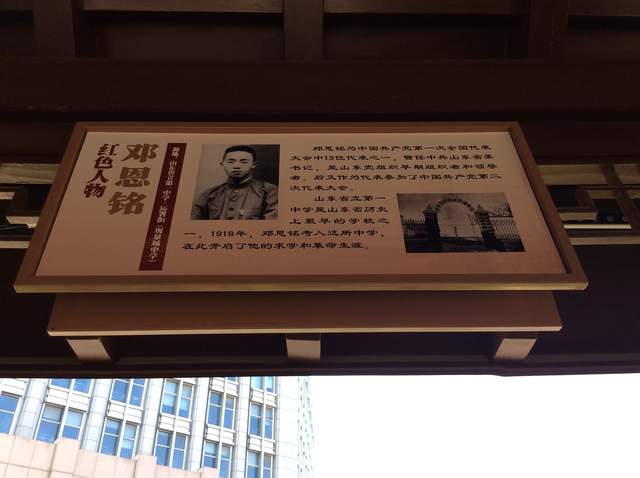 红色人物
邓恩铭
邓恩铭为中国共产党第一次全国代表
大会中13位代表之一，曾任中共山东省委
书记，是山东党组织早期组织者和领导
者。后又作为代表参加了中国共产党第二
次代表大会。
山东省立第一
中学是山东省历史
上最早的学校之
一，1918年，邓恩铭考入这所中学，
在此开启了他的求学和革命生涯。